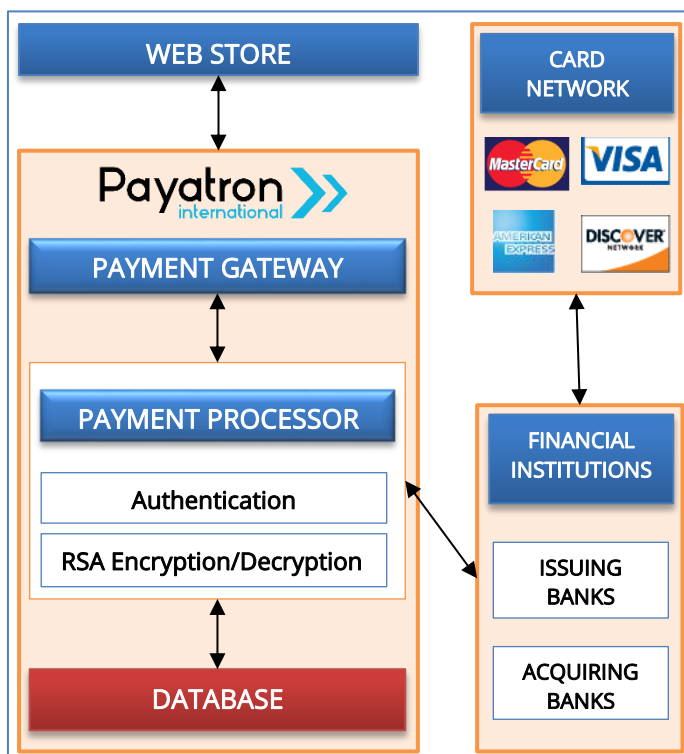 WEB STORE
Payatron
international
PAYMENT GATEWAY
PAYMENT PROCESSOR
Authentication
RSA Encryption/Decryption
DATABASE
CARD
NETWORK
MasterCard
VISA
AMERICAN
EXPRESS
DISCOVER
NETWORK
FINANCIAL
INSTITUTIONS
ISSUING
BANKS
ACQUIRING
BANKS